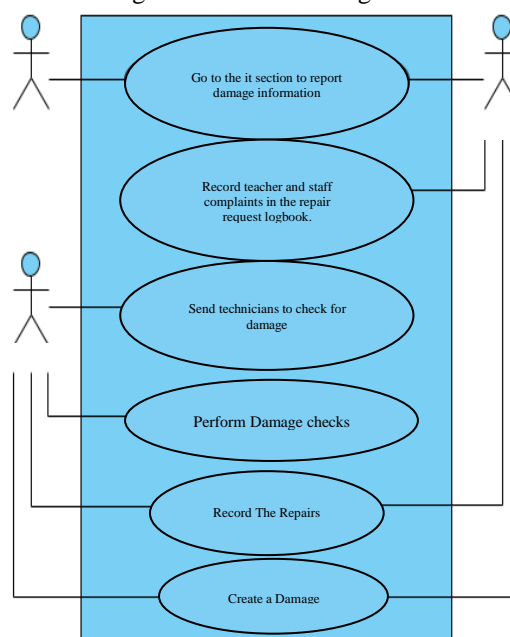 Go to the it section to report
damage information
Record teacher and staff
complaints in the repair
request logbook.
Send technicians to check for
damage
Perform Damage checks
Record The Repairs
Create a Damage